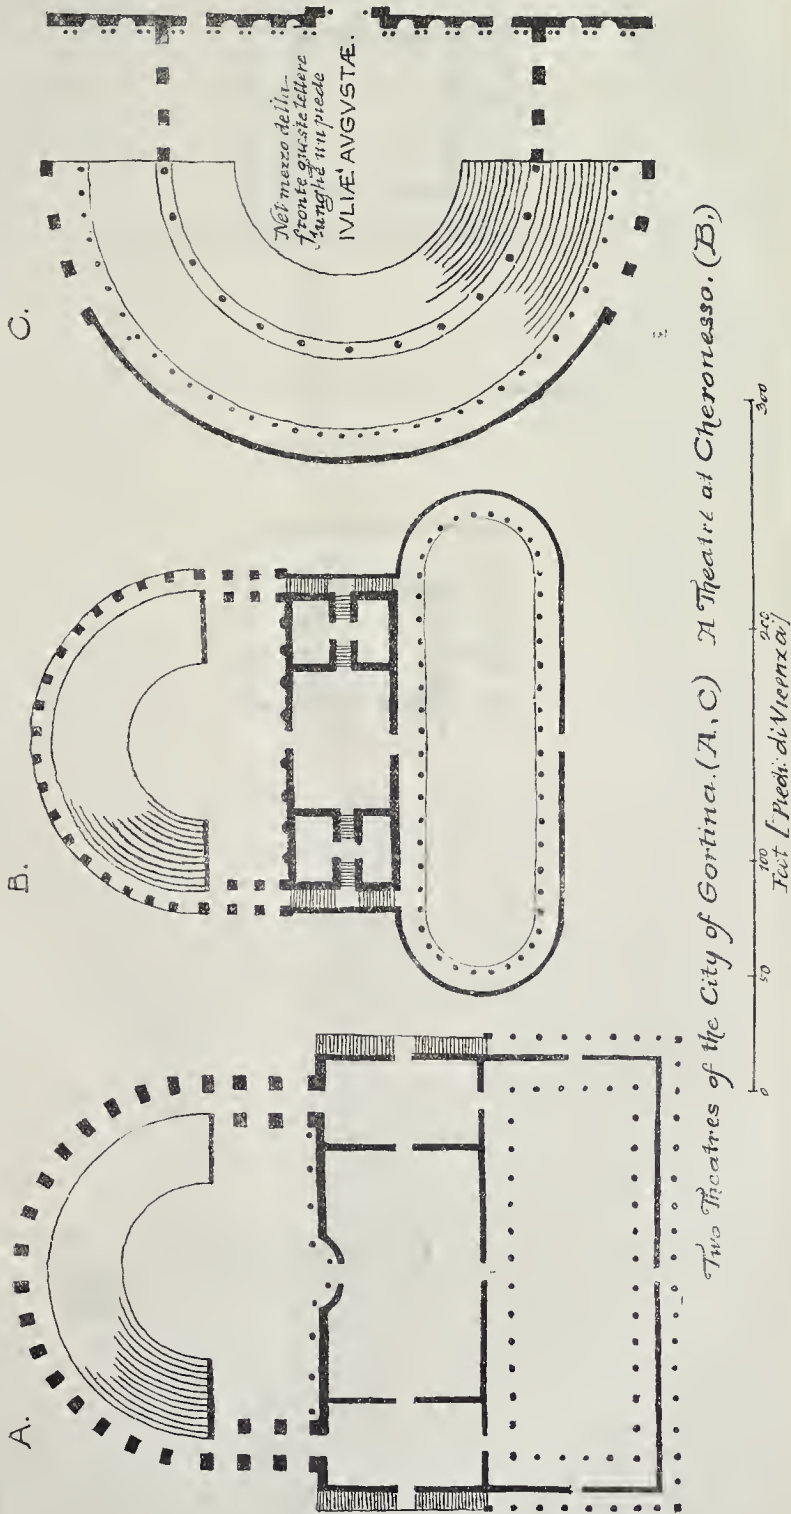 A.
B.
C.
Nel mezzo della
fronte queste lettere
lunghe un piede
IVLIÆ AVGVSTÆ.
Two Theatres of the City of Gortina. (A, C) A Theatre at Cheronesso. (B,)
0 50 100 200 300
Feet [Piedi di Vicenza]